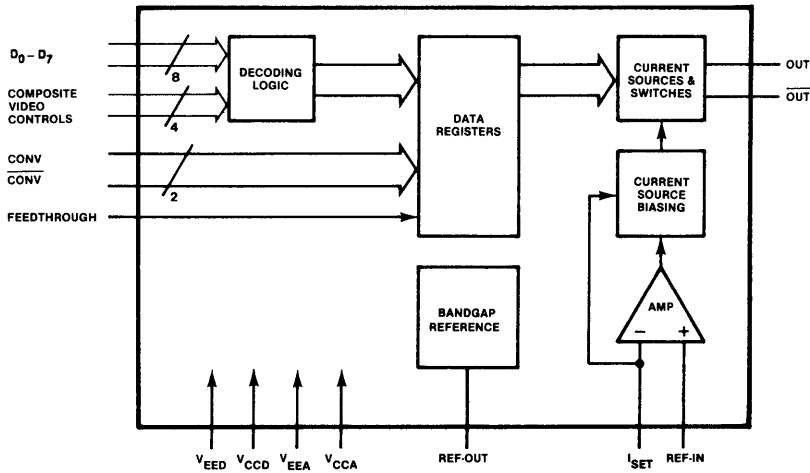 D0 – D7
8
COMPOSITE
VIDEO
CONTROLS
4
CONV
CONV
2
FEEDTHROUGH
DECODING
LOGIC
DATA
REGISTERS
CURRENT
SOURCES &
SWITCHES
OUT
OUT
CURRENT
SOURCE
BIASING
BANDGAP
REFERENCE
AMP
– +
VEED
VCCD
VEEA
VCCA
REF-OUT
ISET
REF-IN